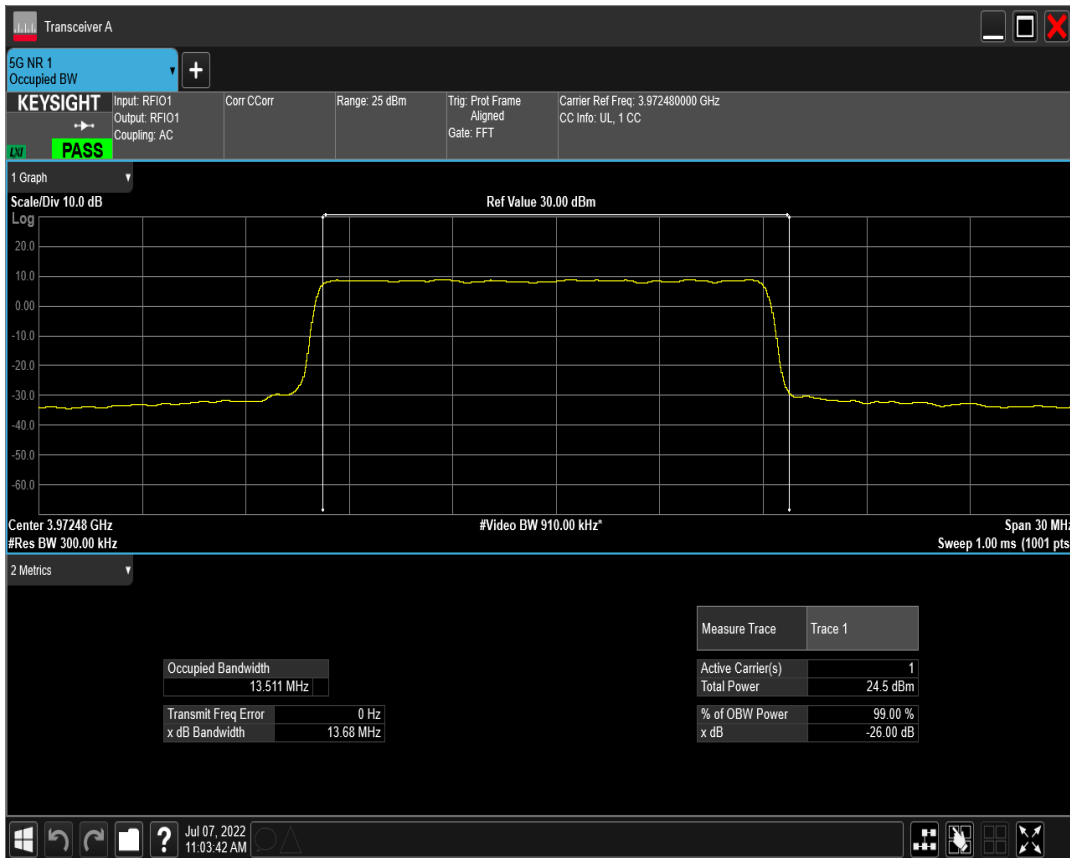 Transceiver A
5G NR 1
Occupied BW
KEYSIGHT
LXI
PASS
Input: RFIO1
Output: RFIO1
Coupling: AC
Corr CCorr
Range: 25 dBm
Trig: Prot Frame
Aligned
Gate: FFT
Carrier Ref Freq: 3.972480000 GHz
CC Info: UL, 1 CC
1 Graph
Scale/Div 10.0 dB
Ref Value 30.00 dBm
Log
20.0
10.0
0.00
-10.0
-20.0
-30.0
-40.0
-50.0
-60.0
Center 3.97248 GHz
#Video BW 910.00 kHz*
Span 30 MHz
#Res BW 300.00 kHz
Sweep 1.00 ms (1001 pts
2 Metrics
Measure Trace Trace 1
Occupied Bandwidth
13.511 MHz
Active Carrier(s) 1
Total Power 24.5 dBm
Transmit Freq Error 0 Hz
x dB Bandwidth 13.68 MHz
% of OBW Power 99.00 %
x dB -26.00 dB
?
Jul 07, 2022
11:03:42 AM